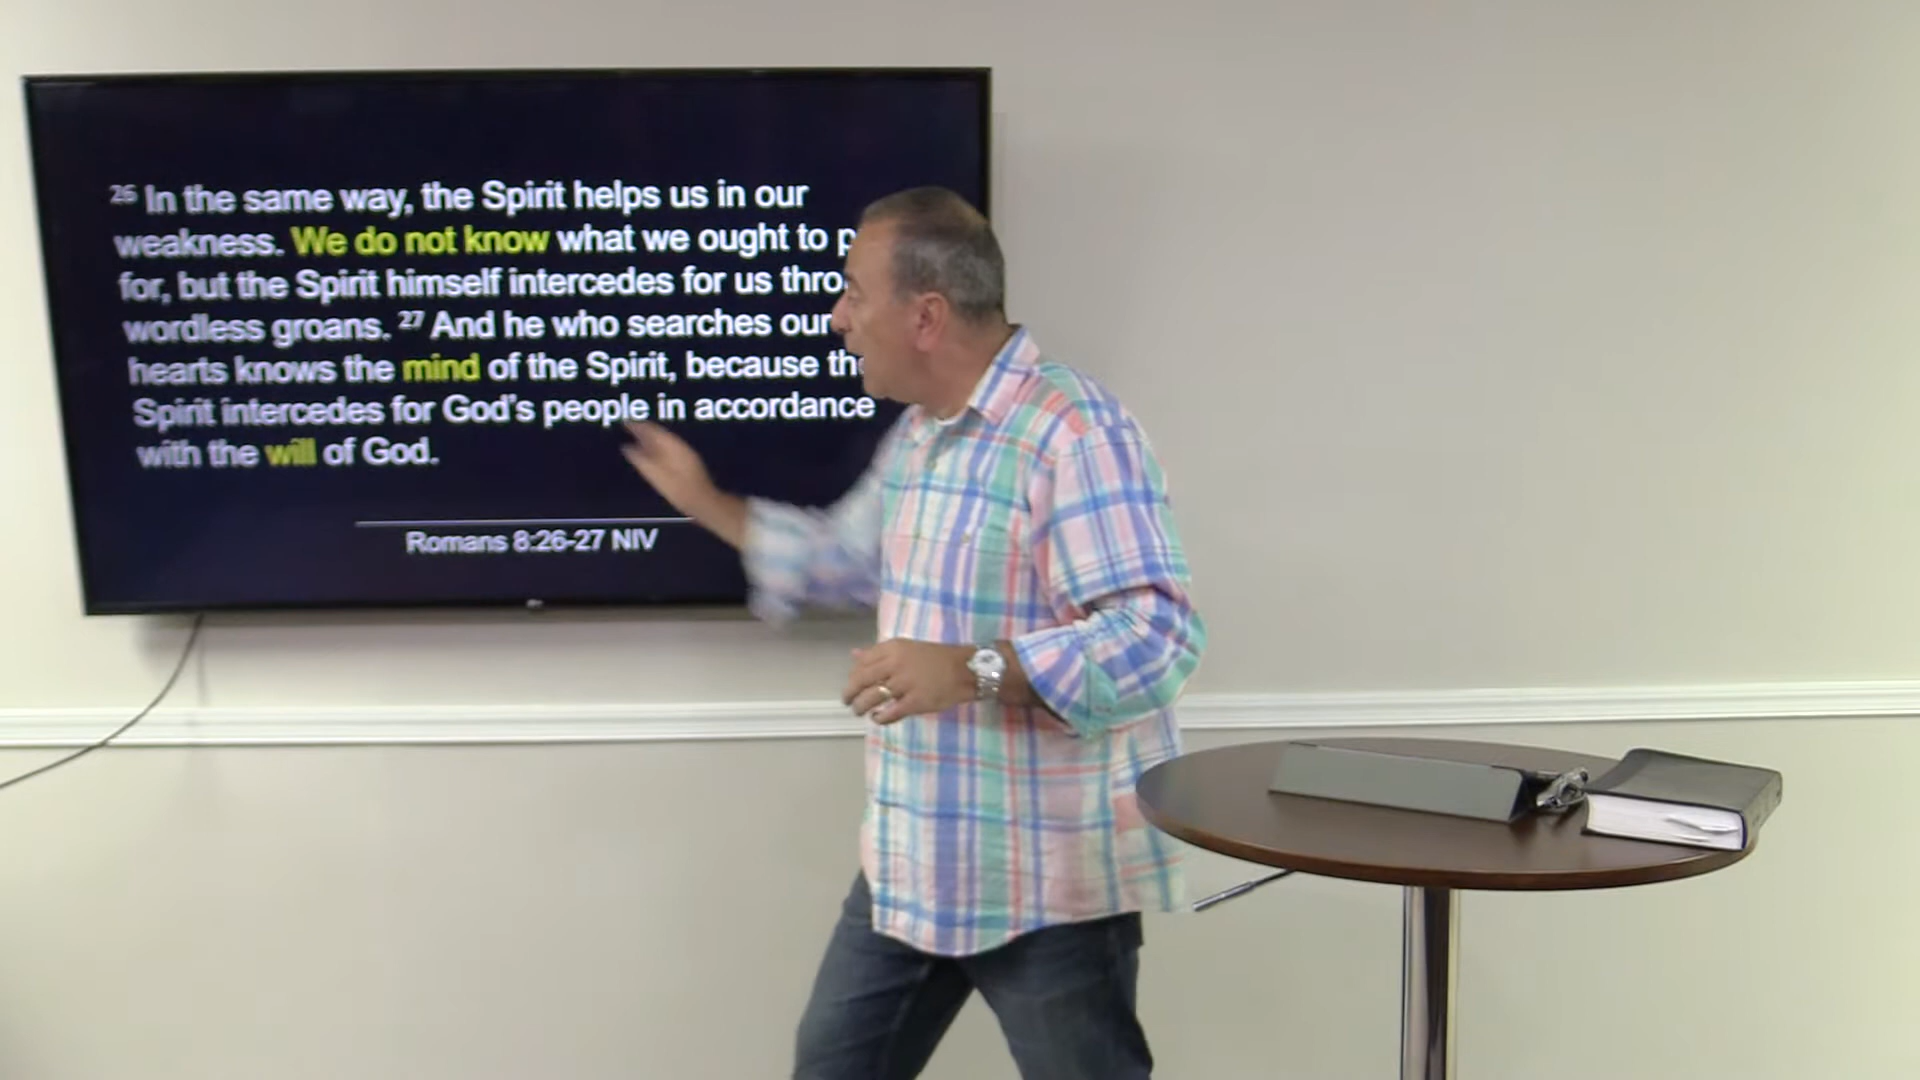 26 In the same way, the Spirit helps us in our
weakness. We do not know what we ought to
for, but the Spirit himself intercedes for us
wordless groans. 27 And he who searches our
hearts knows the mind of the Spirit, because
Spirit intercedes for God's people in accordance
with the will of God.
Romans 8:26-27 NIV